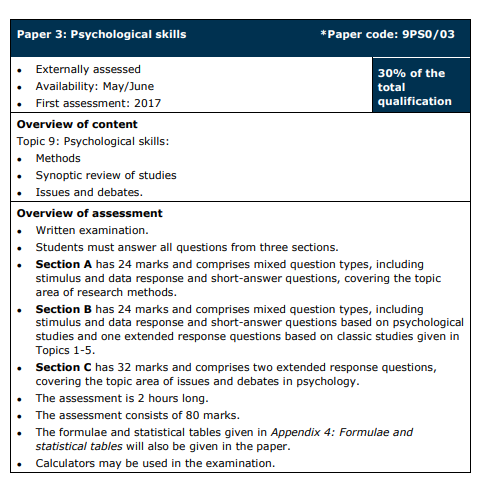 Paper 3: Psychological skills *Paper code: 9PS0/03
• Externally assessed
• Availability: May/June
• First assessment: 2017
30% of the
total
qualification
Overview of content
Topic 9: Psychological skills:
• Methods
• Synoptic review of studies
• Issues and debates.
Overview of assessment
• Written examination.
• Students must answer all questions from three sections.
• Section A has 24 marks and comprises mixed question types, including
stimulus and data response and short-answer questions, covering the topic
area of research methods.
• Section B has 24 marks and comprises mixed question types, including
stimulus and data response and short-answer questions based on psychological
studies and one extended response questions based on classic studies given in
Topics 1-5.
• Section C has 32 marks and comprises two extended response questions,
covering the topic area of issues and debates in psychology.
• The assessment is 2 hours long.
• The assessment consists of 80 marks.
• The formulae and statistical tables given in Appendix 4: Formulae and
statistical tables will also be given in the paper.
• Calculators may be used in the examination.